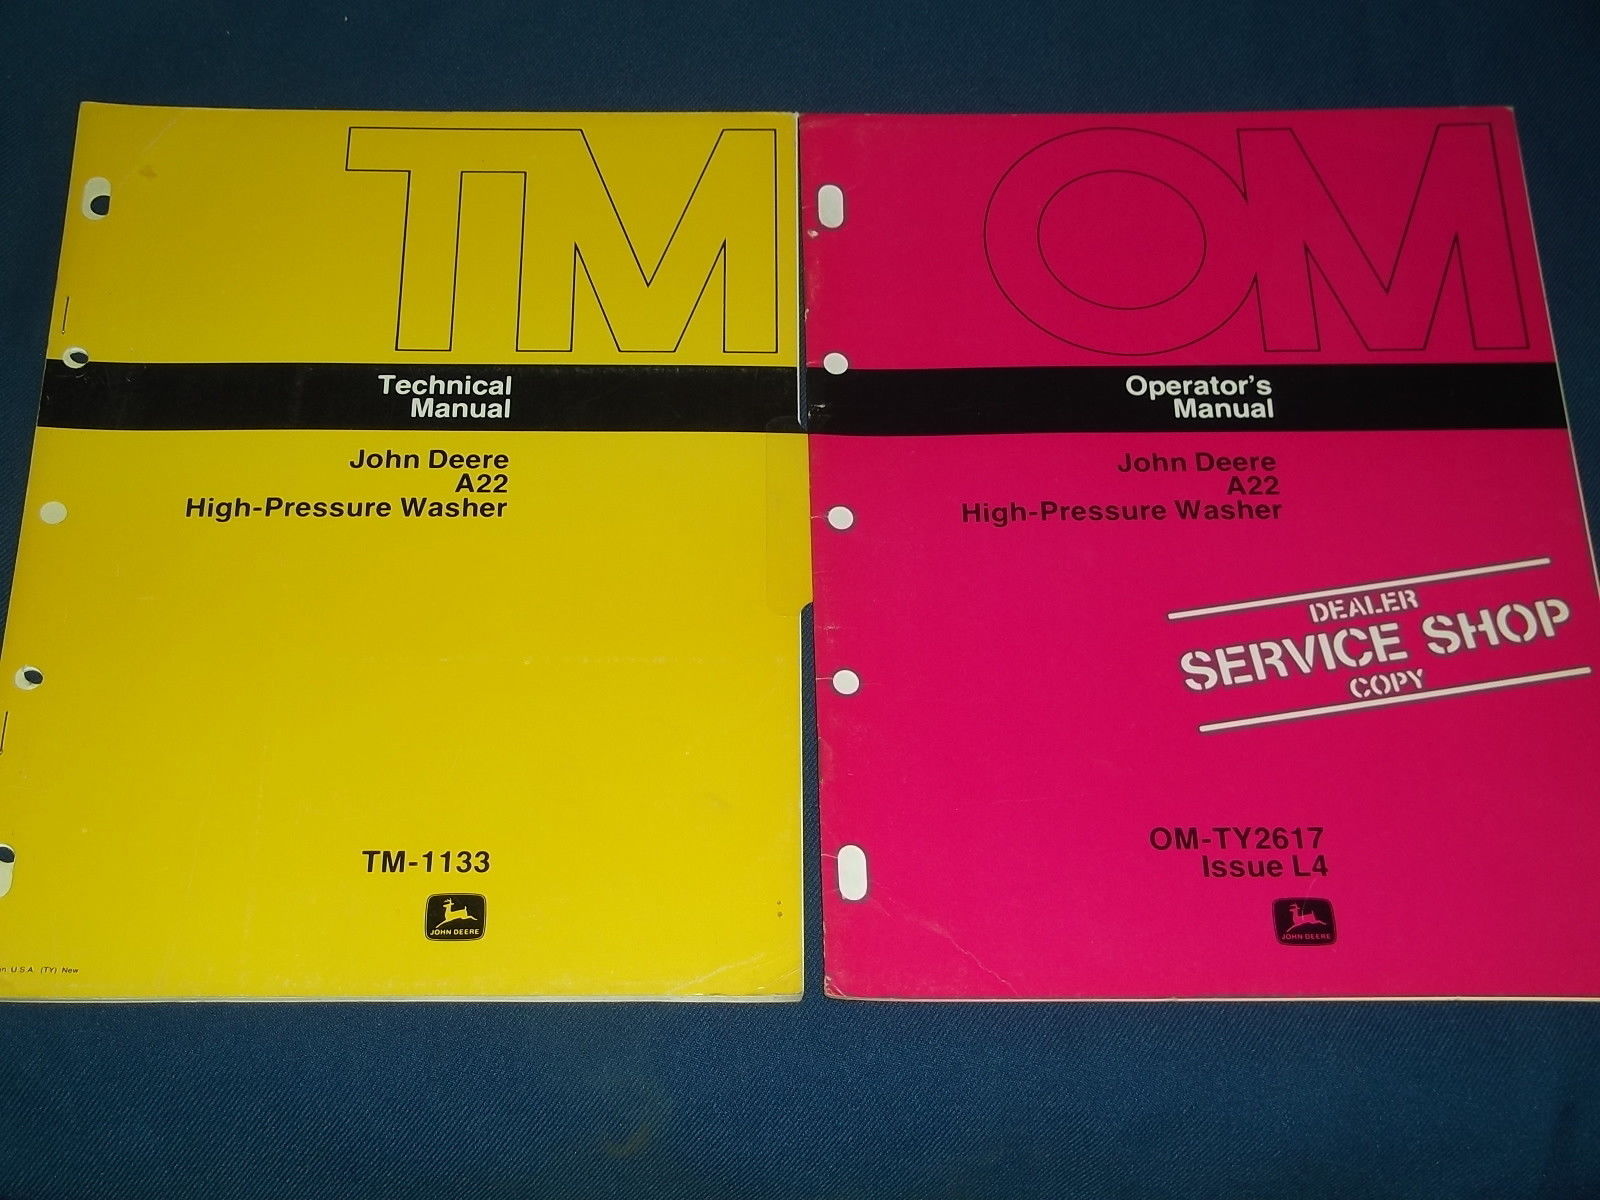 TM
Technical
Manual
John Deere
A22
High-Pressure Washer
TM-1133
JOHN DEERE
U.S.A. (TY) New
OM
Operator's
Manual
John Deere
A22
High-Pressure Washer
DEALER
SERVICE SHOP
COPY
OM-TY2617
Issue L4
JOHN DEERE